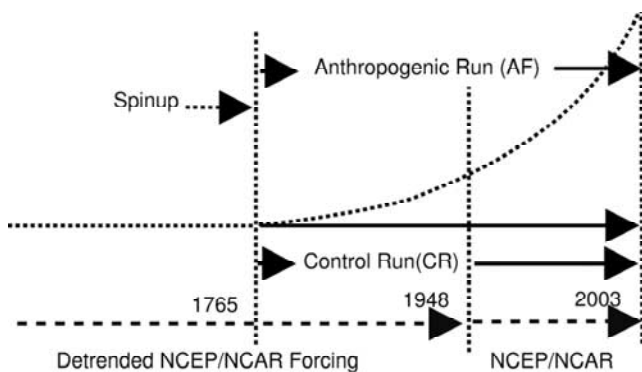 Anthropogenic Run (AF)
Spinup
Control Run(CR)
1765
1948
2003
Detrended NCEP/NCAR Forcing
NCEP/NCAR